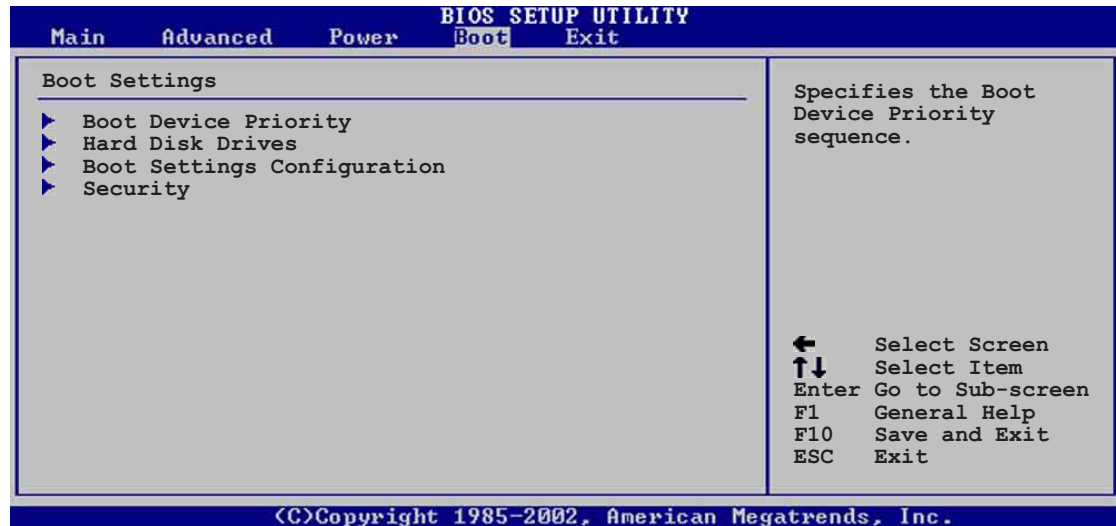 BIOS SETUP UTILITY
Main Advanced Power Boot Exit
Boot Settings
Boot Device Priority
Hard Disk Drives
Boot Settings Configuration
Security
Specifies the Boot
Device Priority
sequence.
← Select Screen
↑↓ Select Item
Enter Go to Sub-screen
F1 General Help
F10 Save and Exit
ESC Exit
(C)Copyright 1985-2002, American Megatrends, Inc.